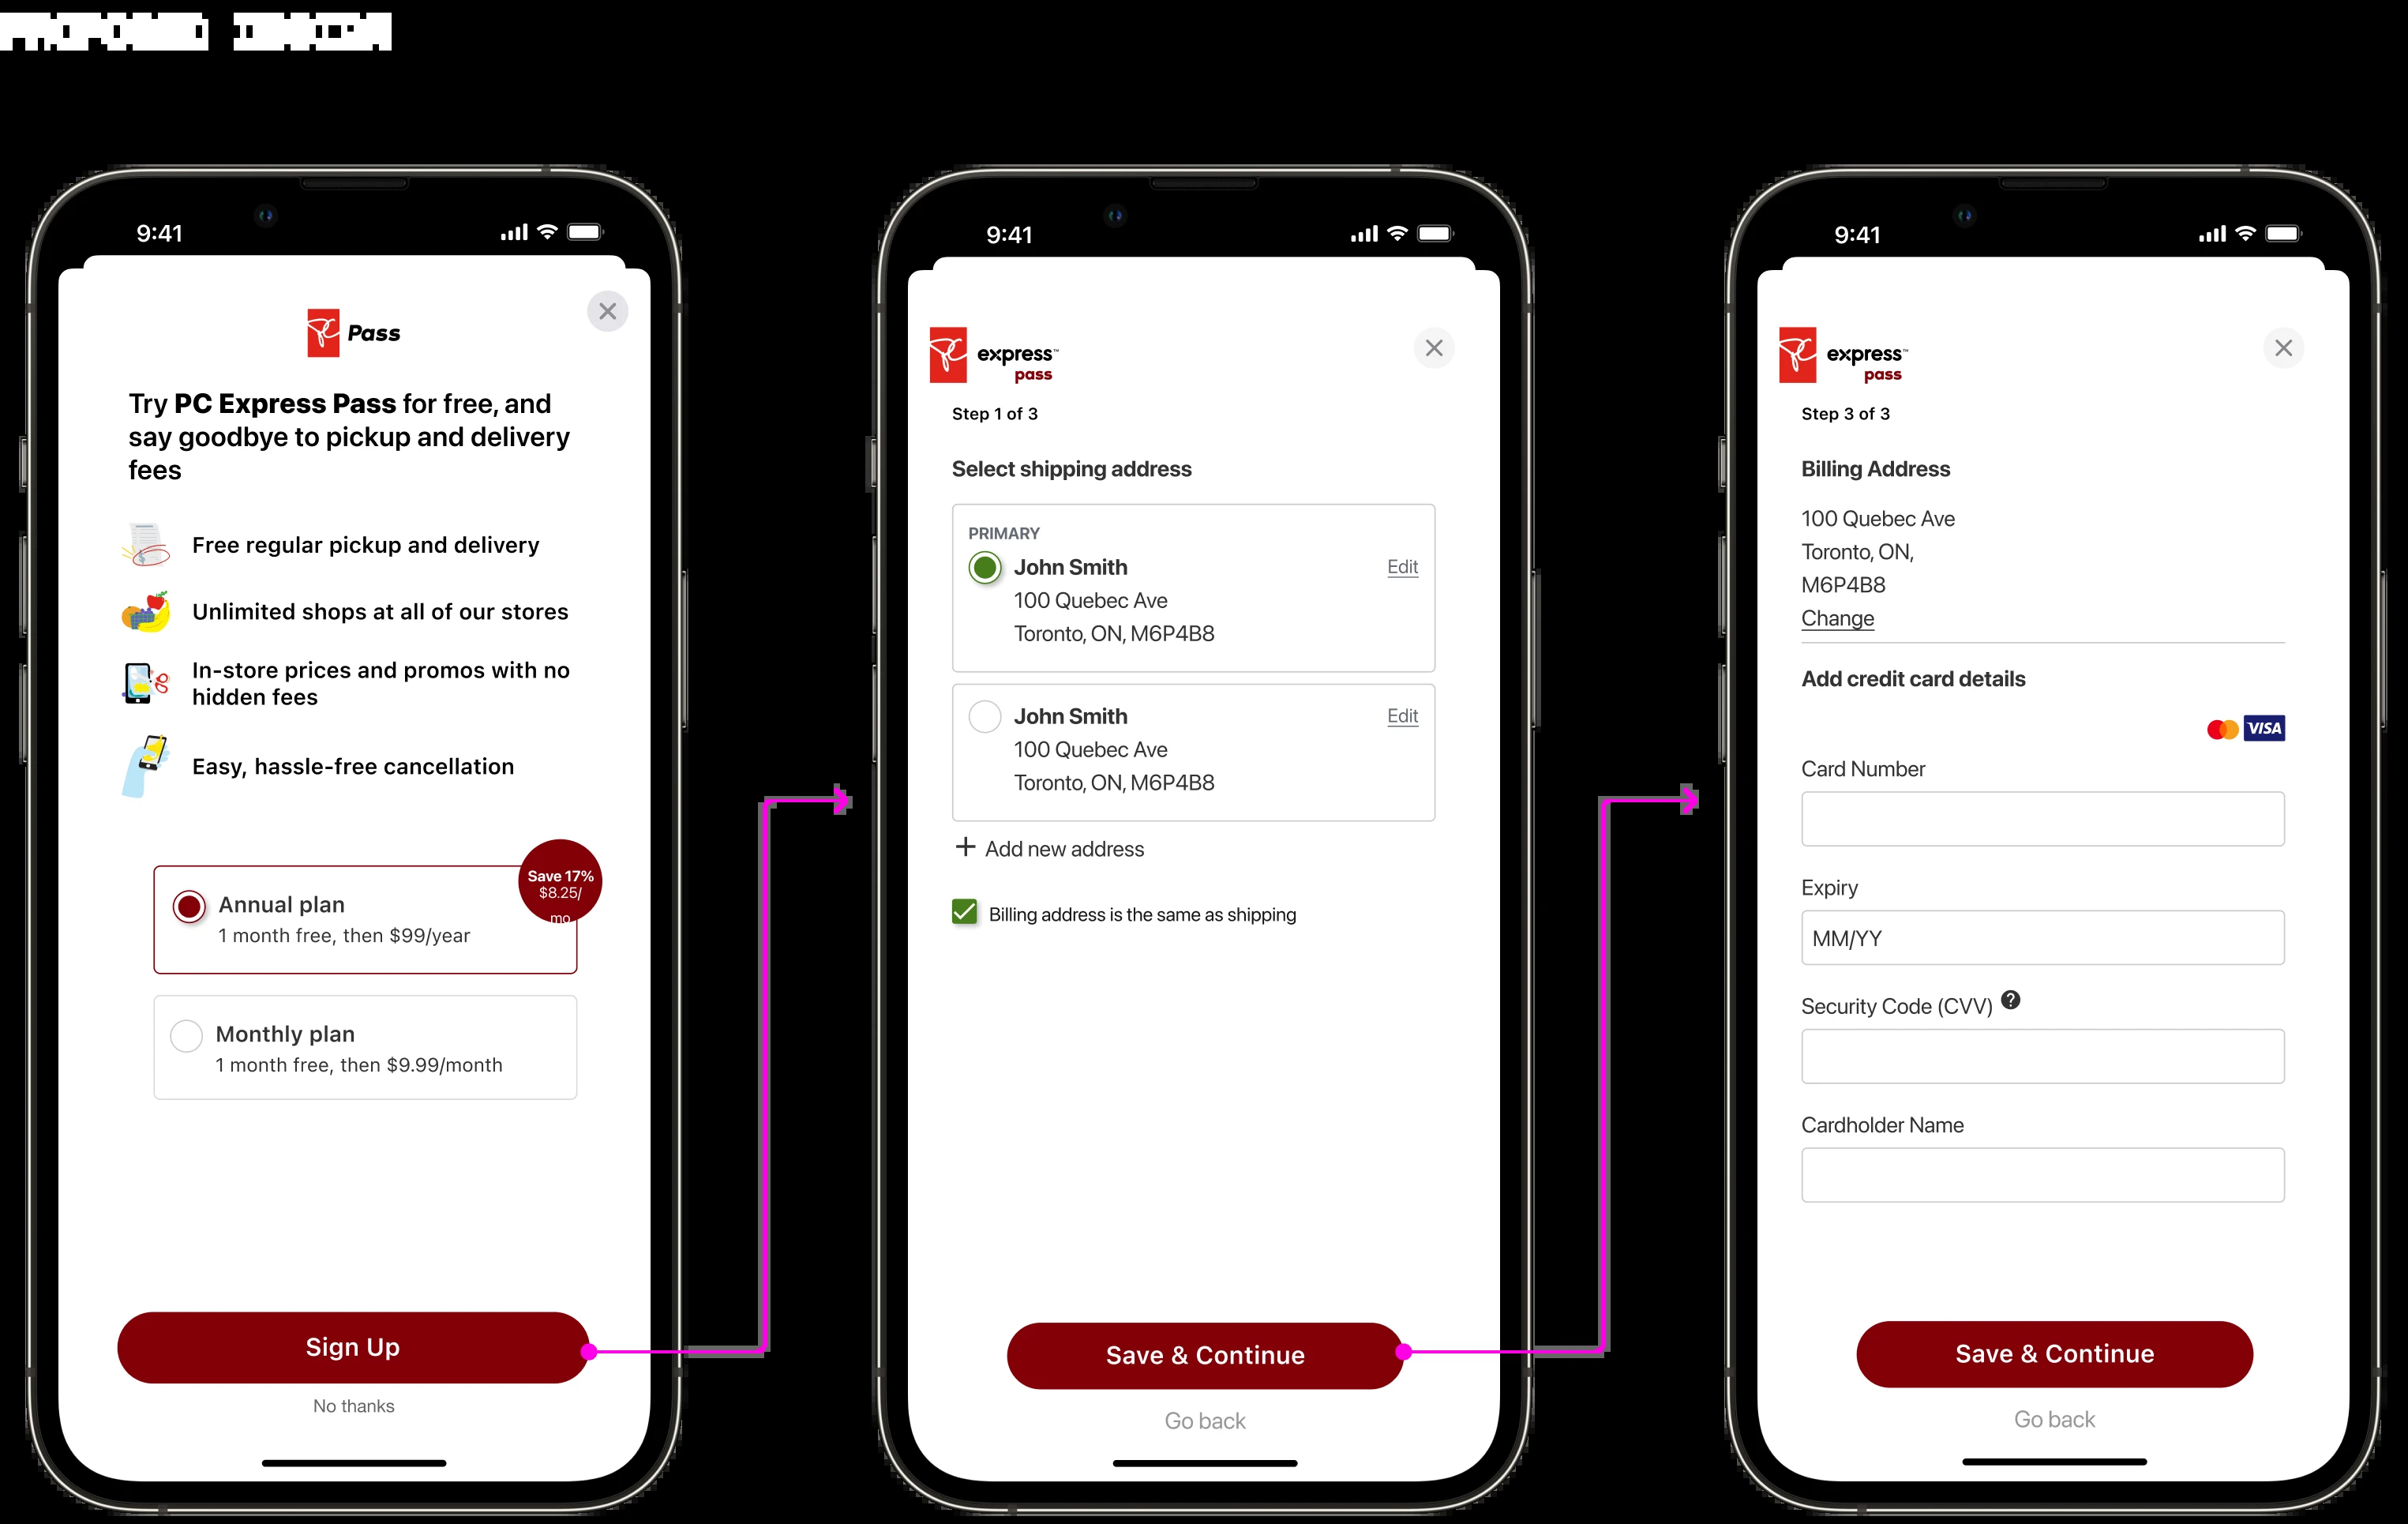 9:41
Pass
Try PC Express Pass for free, and
say goodbye to pickup and delivery
fees
Free regular pickup and delivery
Unlimited shops at all of our stores
In-store prices and promos with no
hidden fees
Easy, hassle-free cancellation
Save 17%
$8.25/
mo
Annual plan
1 month free, then $99/year
Monthly plan
1 month free, then $9.99/month
Sign Up
No thanks
9:41
express™
pass
Step 1 of 3
Select shipping address
PRIMARY
John Smith
Edit
100 Quebec Ave
Toronto, ON, M6P4B8
John Smith
Edit
100 Quebec Ave
Toronto, ON, M6P4B8
Add new address
Billing address is the same as shipping
Save & Continue
Go back
9:41
express™
pass
Step 3 of 3
Billing Address
100 Quebec Ave
Toronto, ON,
M6P4B8
Change
Add credit card details
VISA
Card Number
Expiry
MM/YY
Security Code (CVV) ?
Cardholder Name
Save & Continue
Go back